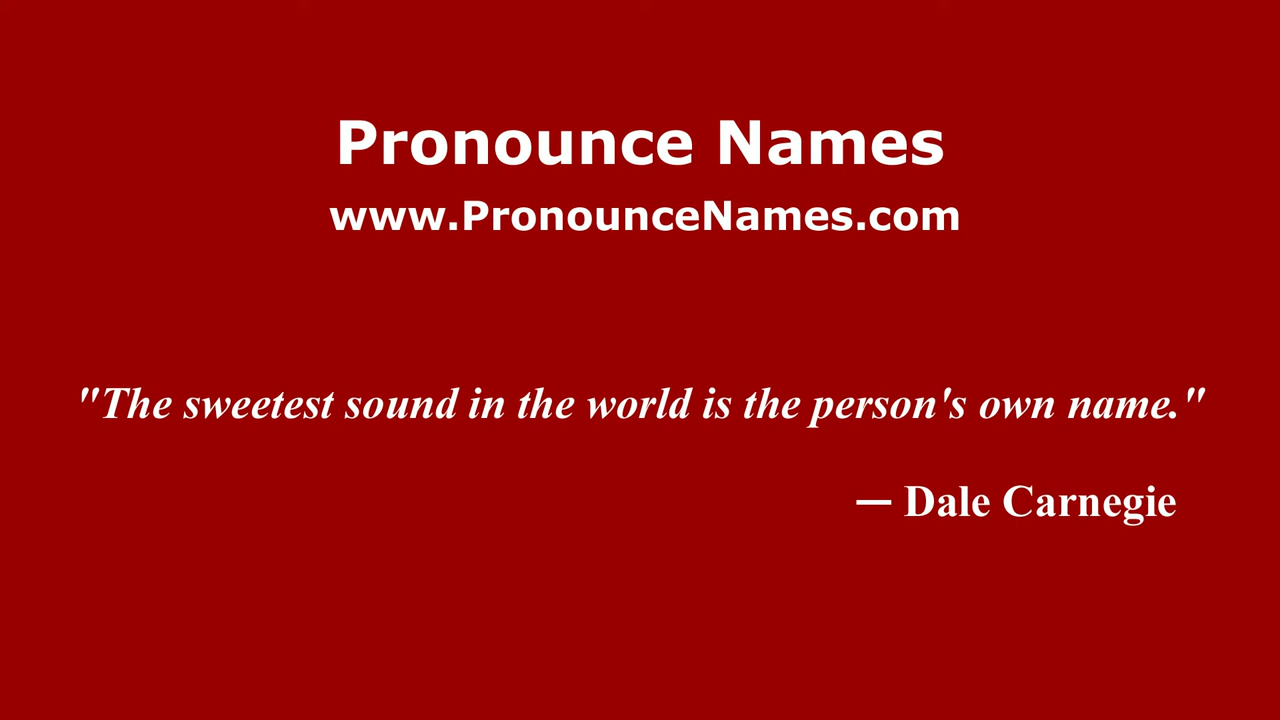 Pronounce Names
www.PronounceNames.com
"The sweetest sound in the world is the person's own name."
— Dale Carnegie